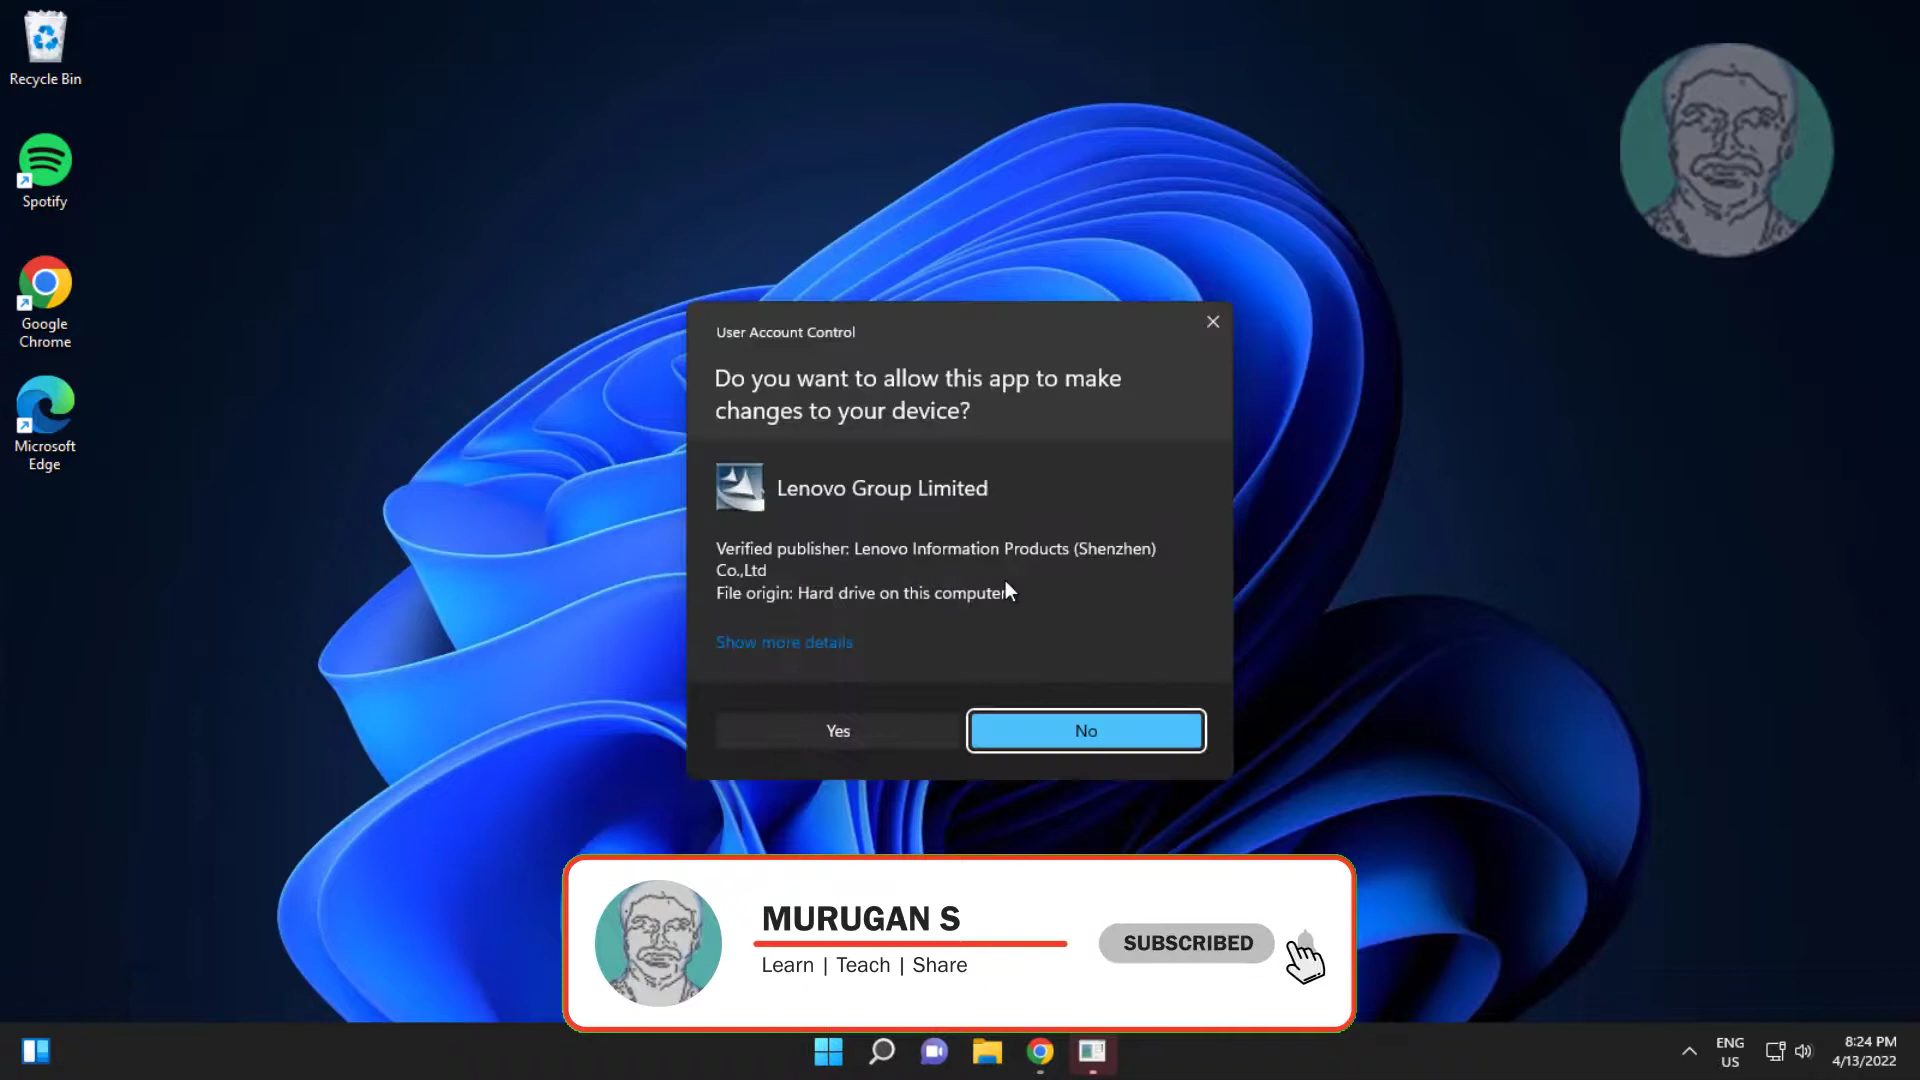 Recycle Bin
Spotify
Google
Chrome
Microsoft
Edge
User Account Control
Do you want to allow this app to make
changes to your device?
Lenovo Group Limited
Verified publisher: Lenovo Information Products (Shenzhen)
Co.,Ltd
File origin: Hard drive on this computer
Show more details
Yes
No
MURUGAN S
Learn | Teach | Share
SUBSCRIBED
ENG
US
8:24 PM
4/13/2022